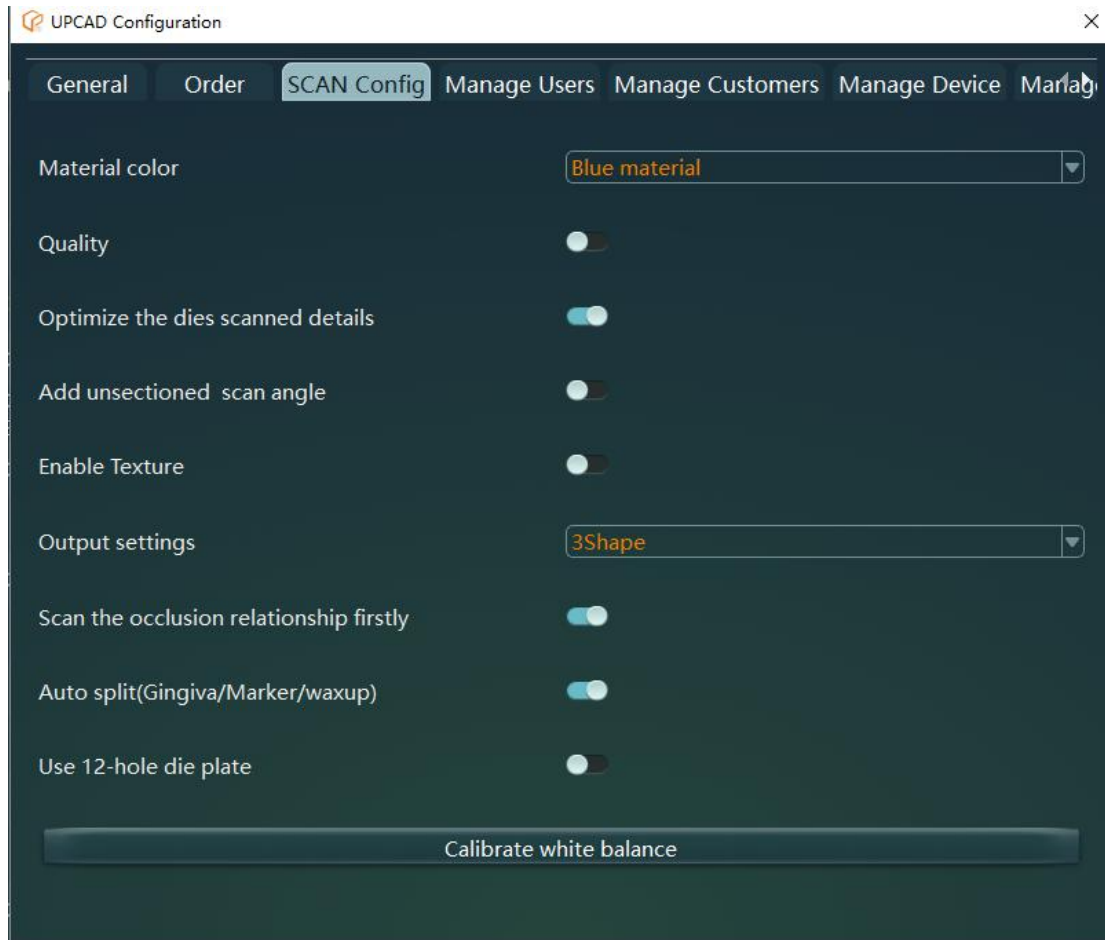 UPCAD Configuration
General Order SCAN Config Manage Users Manage Customers Manage Device
Material color Blue material
Quality
Optimize the dies scanned details
Add unsectioned scan angle
Enable Texture
Output settings 3Shape
Scan the occlusion relationship firstly
Auto split(Gingiva/Marker/waxup)
Use 12-hole die plate
Calibrate white balance